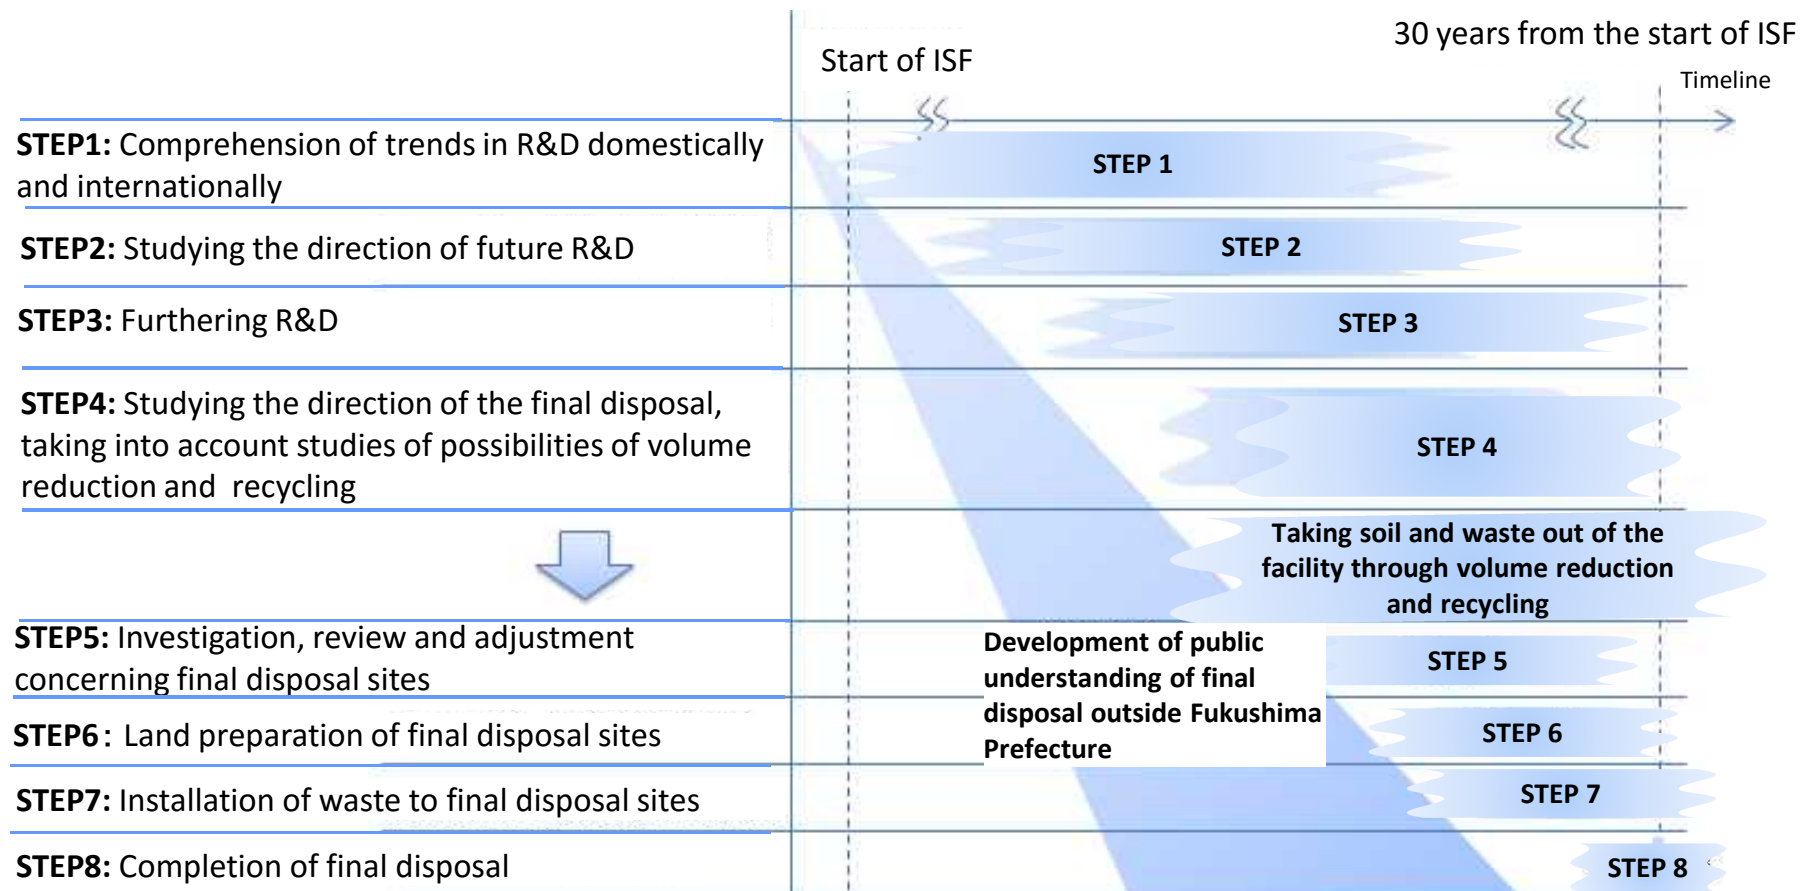 30 years from the start of ISF
Start of ISF
Timeline
STEP1: Comprehension of trends in R&D domestically
and internationally
STEP 1
STEP2: Studying the direction of future R&D
STEP 2
STEP3: Furthering R&D
STEP 3
STEP4: Studying the direction of the final disposal,
taking into account studies of possibilities of volume
reduction and recycling
STEP 4
Taking soil and waste out of the
facility through volume reduction
and recycling
STEP5: Investigation, review and adjustment
concerning final disposal sites
Development of public
understanding of final
disposal outside Fukushima
Prefecture
STEP 5
STEP6: Land preparation of final disposal sites
STEP 6
STEP7: Installation of waste to final disposal sites
STEP 7
STEP8: Completion of final disposal
STEP 8